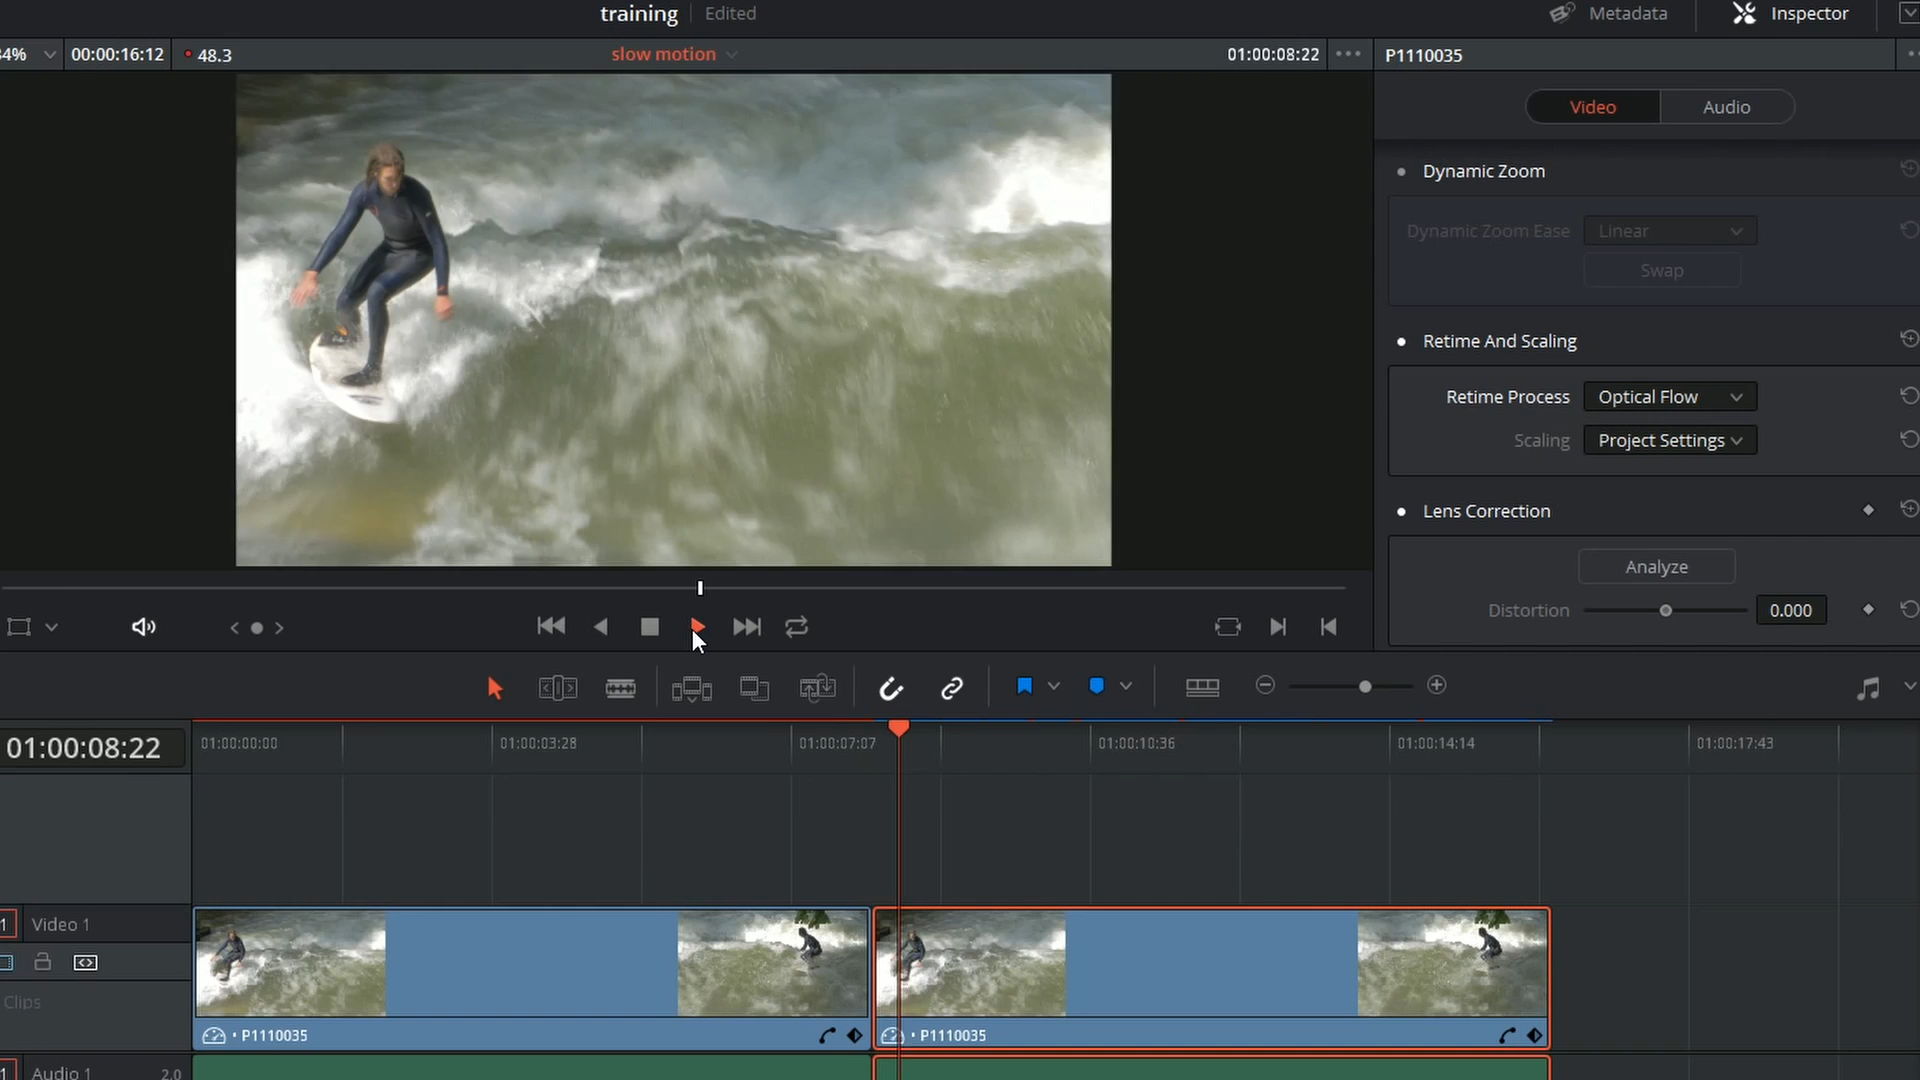 training Edited Metadata Inspector
34% 00:00:16:12 48.3 slow motion 01:00:08:22 P1110035
Video Audio
Dynamic Zoom
Dynamic Zoom Ease Linear
Swap
Retime And Scaling
Retime Process Optical Flow
Scaling Project Settings
Lens Correction
Analyze
Distortion 0.000
01:00:08:22 01:00:00:00 01:00:03:28 01:00:07:07 01:00:10:36 01:00:14:14 01:00:17:43
1 Video 1
Clips
P1110035 P1110035
1 Audio 1 2.0